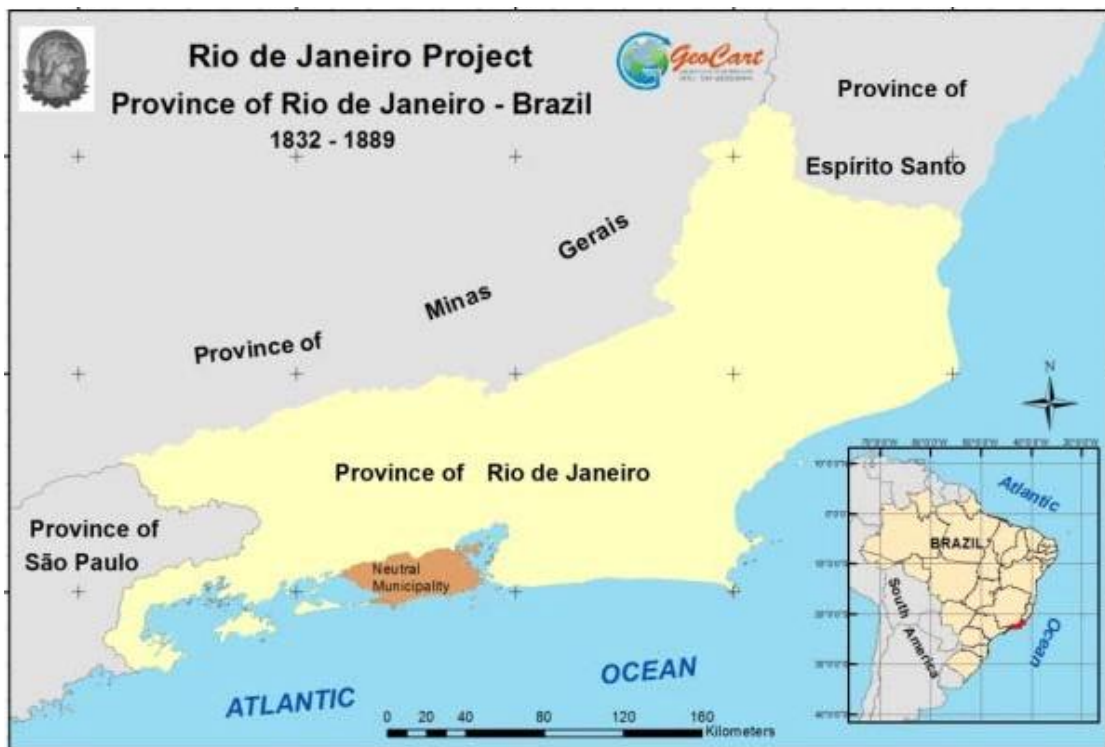 Rio de Janeiro Project
Province of Rio de Janeiro - Brazil
1832 - 1889
GeoCart
Province of
Espírito Santo
Province of Minas Gerais
N
Province of Rio de Janeiro
Province of
São Paulo
Neutral
Municipality
ATLANTIC OCEAN
0 20 40 80 120 160
Kilometers
Atlantic
BRAZIL
South
America
Ocean